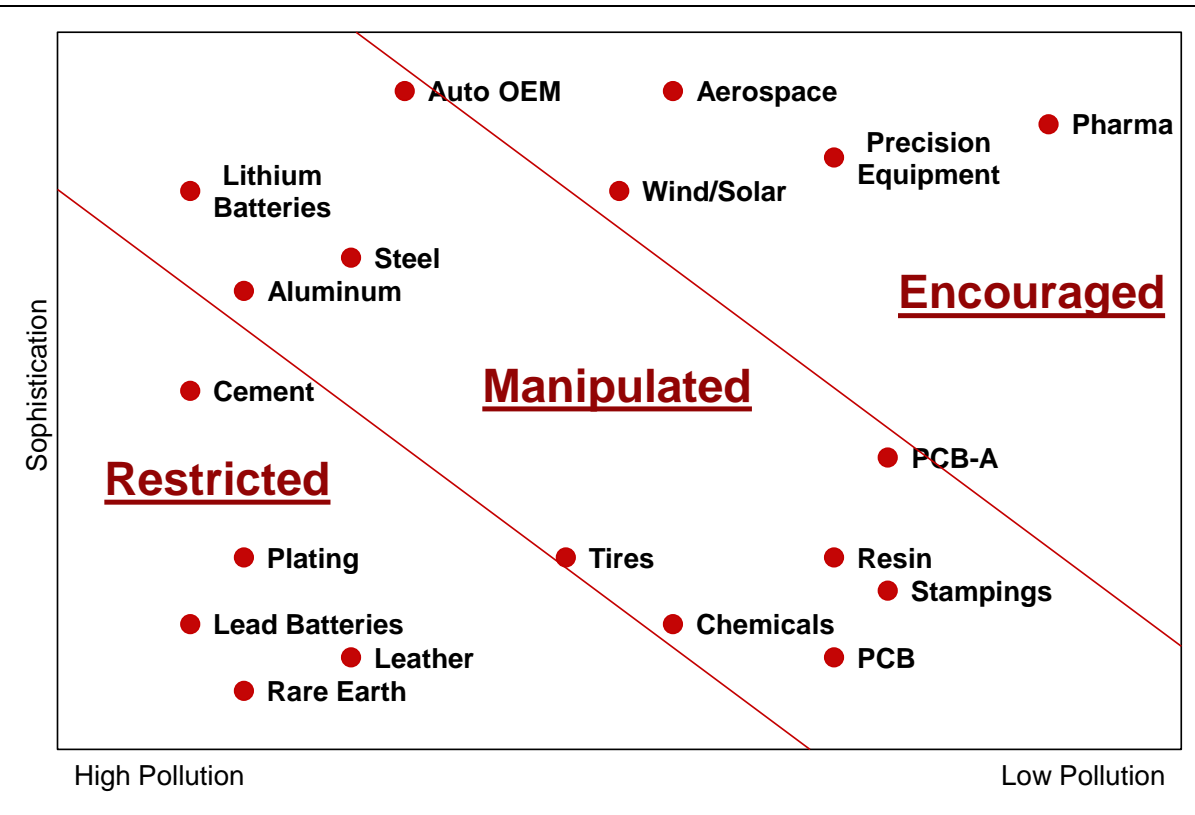 Auto OEM
Aerospace
Pharma
Precision
Equipment
Lithium
Batteries
Wind/Solar
Steel
Aluminum
Encouraged
Sophistication
Manipulated
Cement
PCB-A
Restricted
Plating
Tires
Resin
Stampings
Lead Batteries
Chemicals
Leather
PCB
Rare Earth
High Pollution
Low Pollution